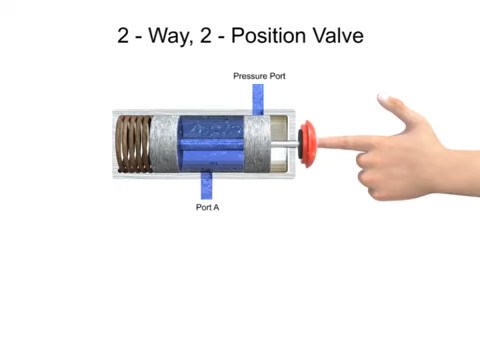 2 - Way, 2 - Position Valve
Pressure Port
Port A